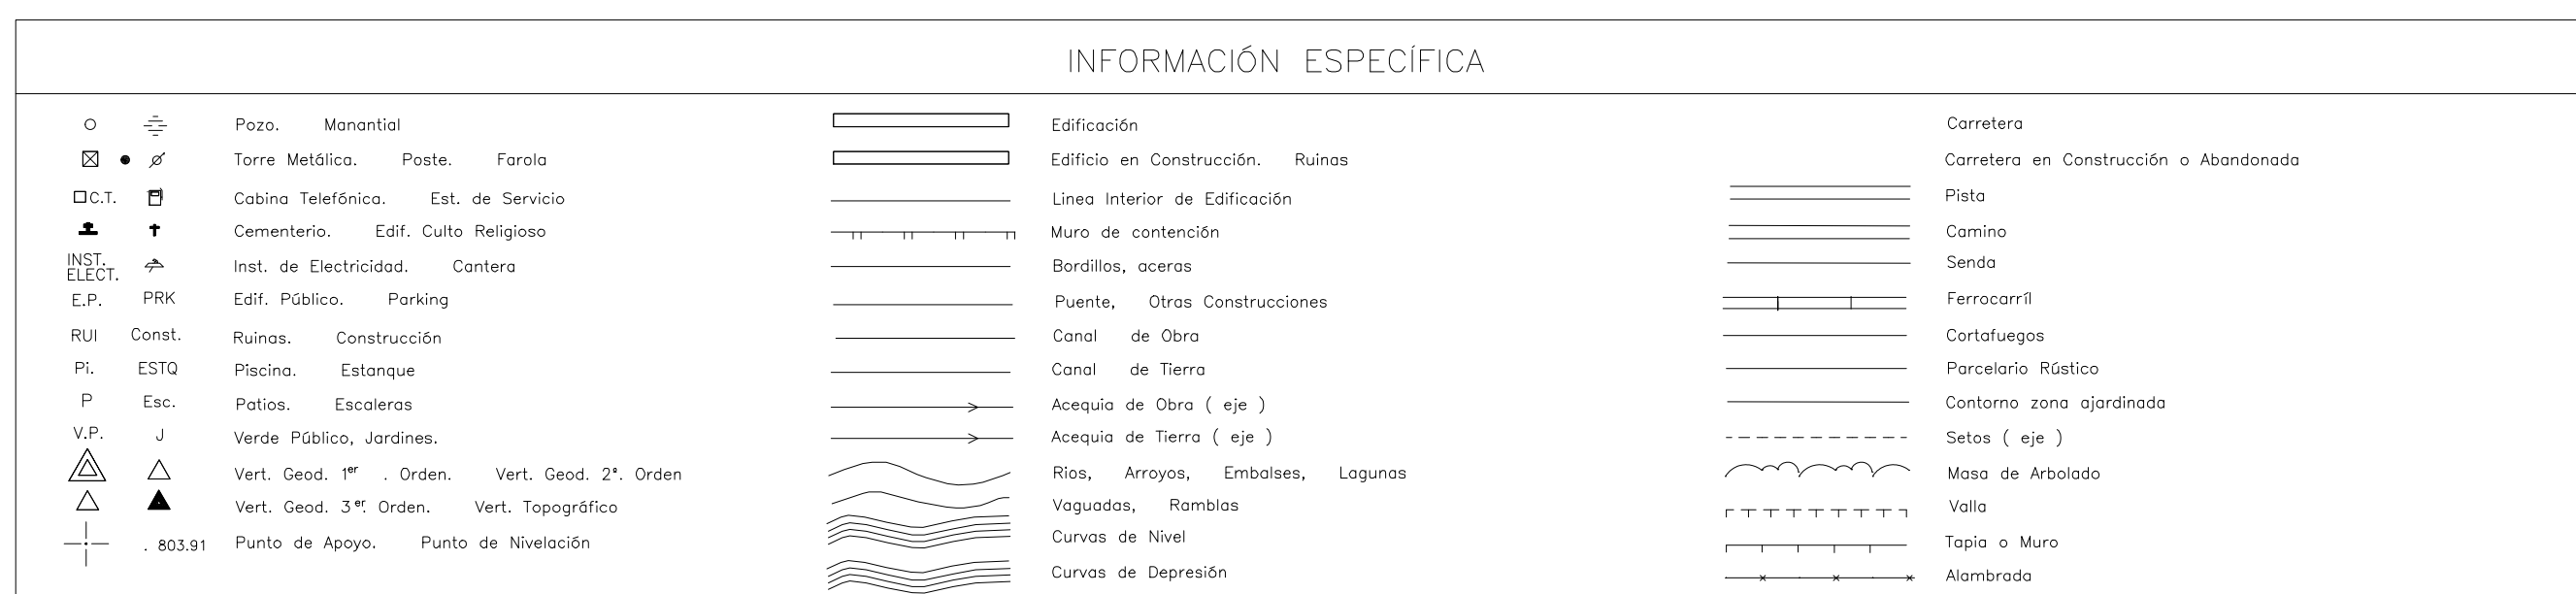 INFORMACIÓN ESPECÍFICA
Pozo. Manantial
Torre Metálica. Poste. Farola
C.T. Cabina Telefónica. Est. de Servicio
Cementerio. Edif. Culto Religioso
INST. ELECT. Inst. de Electricidad. Cantera
E.P. PRK Edif. Público. Parking
RUI Const. Ruinas. Construcción
Pi. ESTQ Piscina. Estanque
P Esc. Patios. Escaleras
V.P. J Verde Público, Jardines.
Vert. Geod. 1er . Orden. Vert. Geod. 2º. Orden
Vert. Geod. 3er. Orden. Vert. Topográfico
. 803.91 Punto de Apoyo. Punto de Nivelación
Edificación
Edificio en Construcción. Ruinas
Linea Interior de Edificación
Muro de contención
Bordillos, aceras
Puente, Otras Construcciones
Canal de Obra
Canal de Tierra
Acequia de Obra ( eje )
Acequia de Tierra ( eje )
Rios, Arroyos, Embalses, Lagunas
Vaguadas, Ramblas
Curvas de Nivel
Curvas de Depresión
Carretera
Carretera en Construcción o Abandonada
Pista
Camino
Senda
Ferrocarríl
Cortafuegos
Parcelario Rústico
Contorno zona ajardinada
Setos ( eje )
Masa de Arbolado
Valla
Tapia o Muro
Alambrada